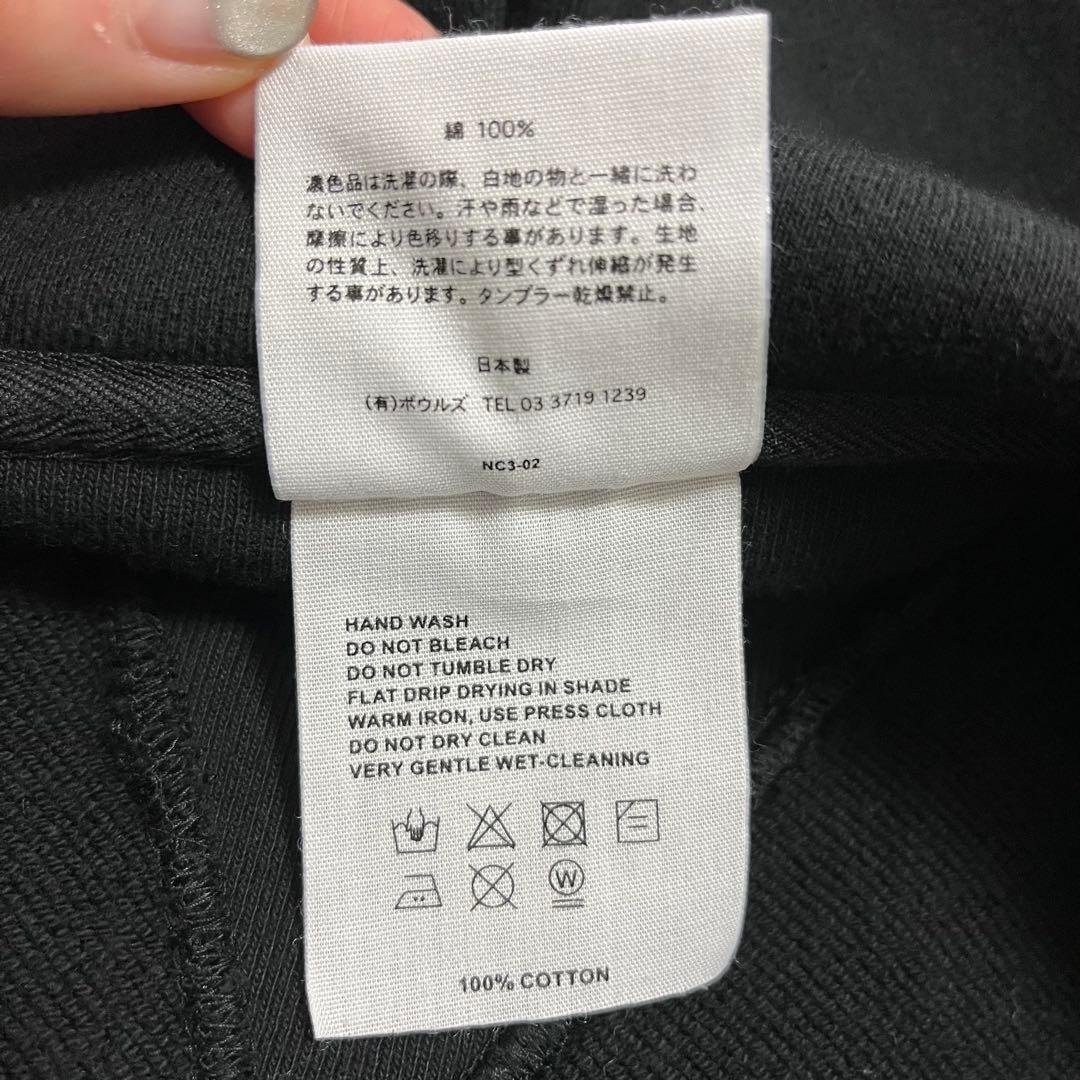 綿 100%
濃色品は洗濯の際、白地の物と一緒に洗わ
ないでください。汗や雨などで湿った場合、
摩擦により色移りする事があります。生地
の性質上、洗濯により型くずれ伸縮が発生
する事があります。タンブラー乾燥禁止。
日本製
(有)ボウルズ TEL 03 3719 1239
NC3-02
HAND WASH
DO NOT BLEACH
DO NOT TUMBLE DRY
FLAT DRIP DRYING IN SHADE
WARM IRON, USE PRESS CLOTH
DO NOT DRY CLEAN
VERY GENTLE WET-CLEANING
W
100% COTTON